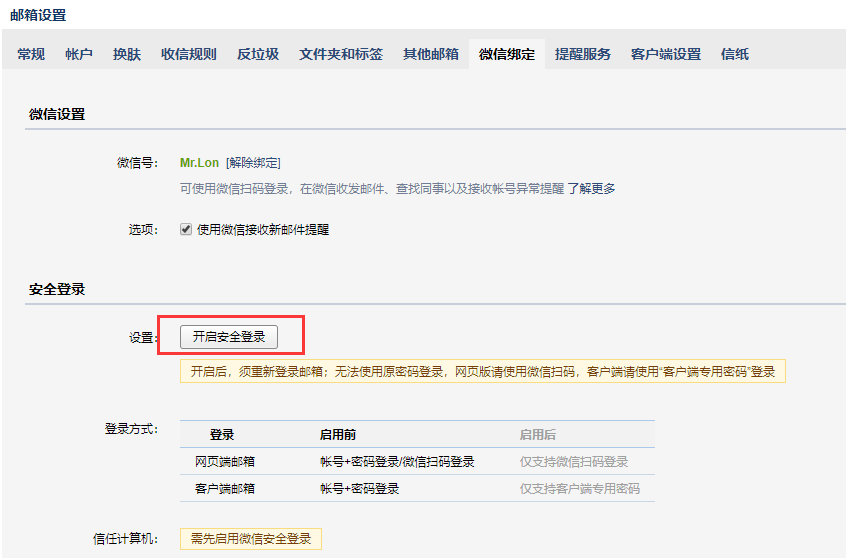 邮箱设置
常规 帐户 换肤 收信规则 反垃圾 文件夹和标签 其他邮箱 微信绑定 提醒服务 客户端设置 信纸
微信设置
微信号: Mr.Lon [解除绑定]
可使用微信扫码登录，在微信收发邮件、查找同事以及接收帐号异常提醒 了解更多
选项: 使用微信接收新邮件提醒
安全登录
设置: 开启安全登录
开启后，须重新登录邮箱；无法使用原密码登录，网页版请使用微信扫码，客户端请使用“客户端专用密码”登录
登录方式: 登录 启用前 启用后
网页端邮箱 帐号+密码登录/微信扫码登录 仅支持微信扫码登录
客户端邮箱 帐号+密码登录 仅支持客户端专用密码
信任计算机: 需先启用微信安全登录